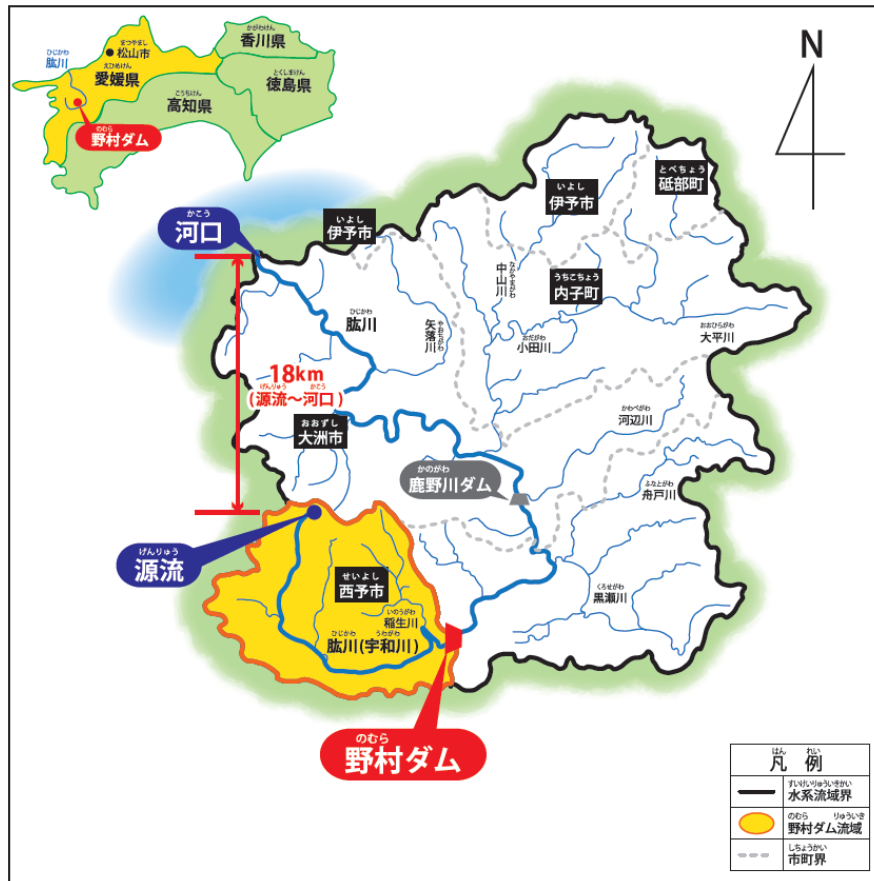 かがわけん
香川県
まつやまし
松山市
ひじかわ
肱川
えひめけん
愛媛県
とくしまけん
徳島県
こうちけん
高知県
のむら
野村ダム
N
とべちょう
砥部町
いよし
伊予市
いよし
伊予市
かこう
河口
なかやまがわ
中山川
うちこちょう
内子町
ひじかわ
肱川
やおちがわ
矢落川
おだがわ
小田川
おおひらがわ
大平川
18km
げんりゅう かこう
(源流～河口)
おおずし
大洲市
かわべがわ
河辺川
かのがわ
鹿野川ダム
ふなとがわ
舟戸川
げんりゅう
源流
せいよし
西予市
くろせがわ
黒瀬川
いのうがわ
稲生川
ひじかわ うわがわ
肱川(宇和川)
のむら
野村ダム
はん れい
凡 例
すいけいりゅういきかい
水系流域界
のむら りゅういき
野村ダム流域
しちょうかい
市町界